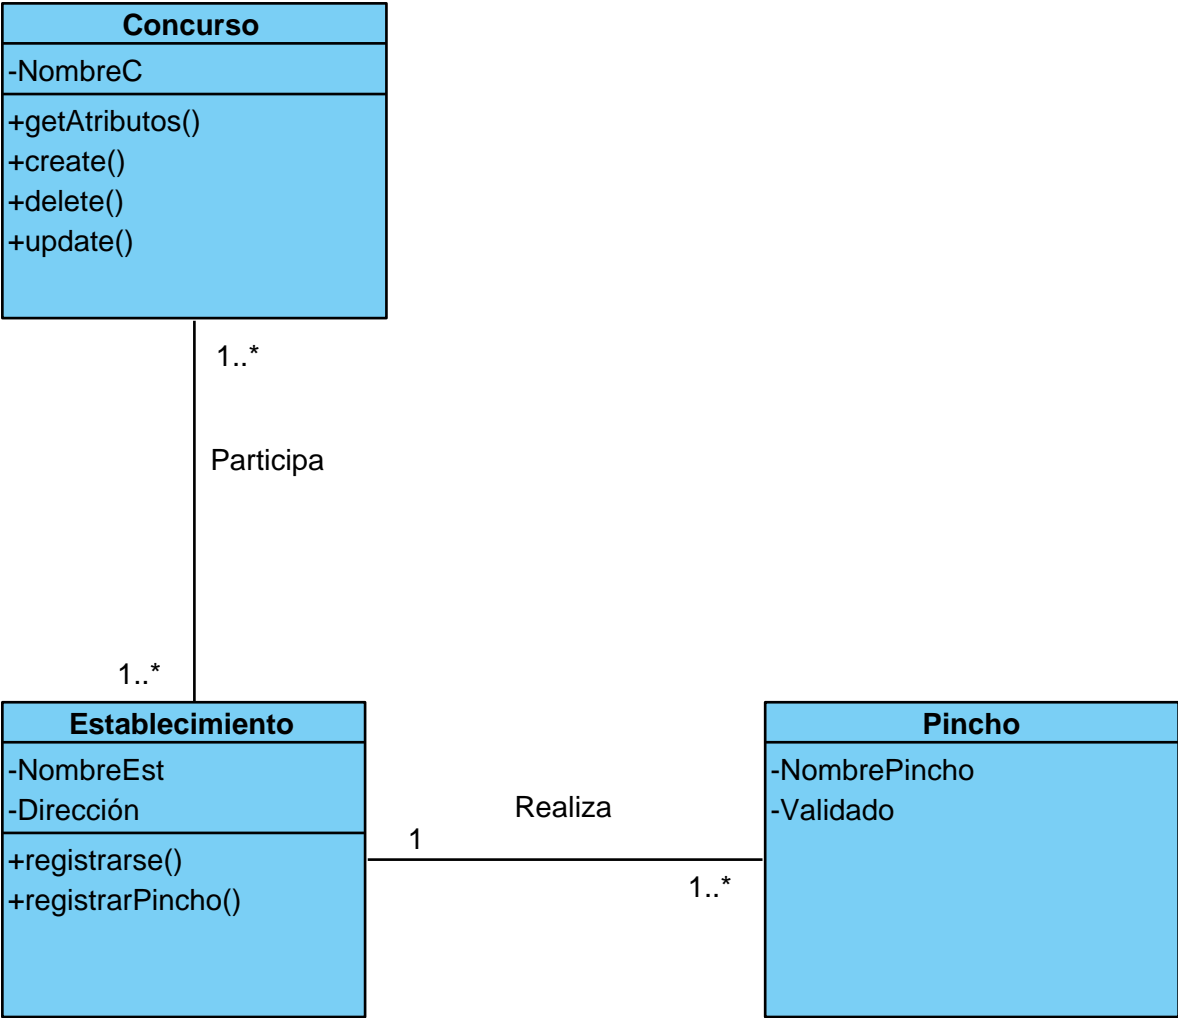 Concurso
-NombreC
+getAtributos()
+create()
+delete()
+update()
1..*
Participa
1..*
Establecimiento
-NombreEst
-Dirección
+registrarse()
+registrarPincho()
Realiza
1
1..*
Pincho
-NombrePincho
-Validado